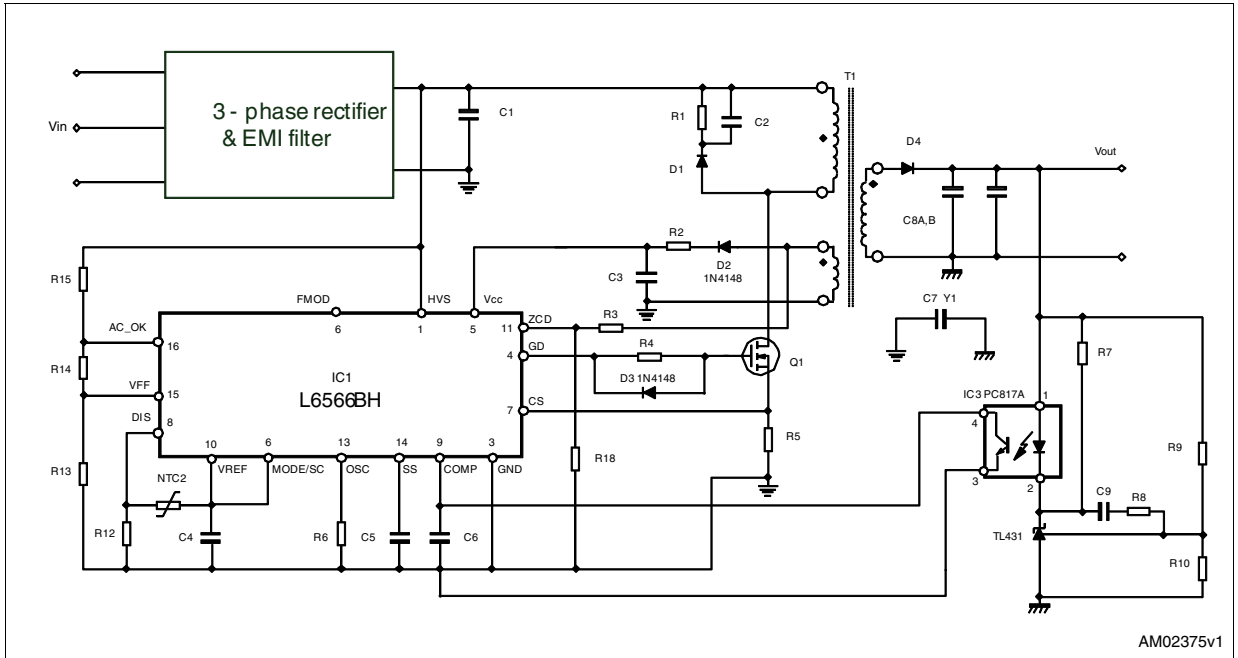 T1
3 - phase rectifier
& EMI filter
Vin
C1
R1
C2
D1
D4
Vout
C8A,B
R2
D2
1N4148
C3
C7 Y1
R15
FMOD
HVS
Vcc
6
1
5
AC_OK
16
11
ZCD
R3
4
GD
R4
Q1
R14
IC1
L6566BH
D3 1N4148
VFF
15
DIS
8
7
CS
R7
IC3 PC817A
1
4
R5
R9
R13
10
6
13
14
9
3
VREF
MODE/SC
OSC
SS
COMP
GND
R18
3
2
NTC2
C9
R8
R12
C4
R6
C5
C6
TL431
R10
AM02375v1